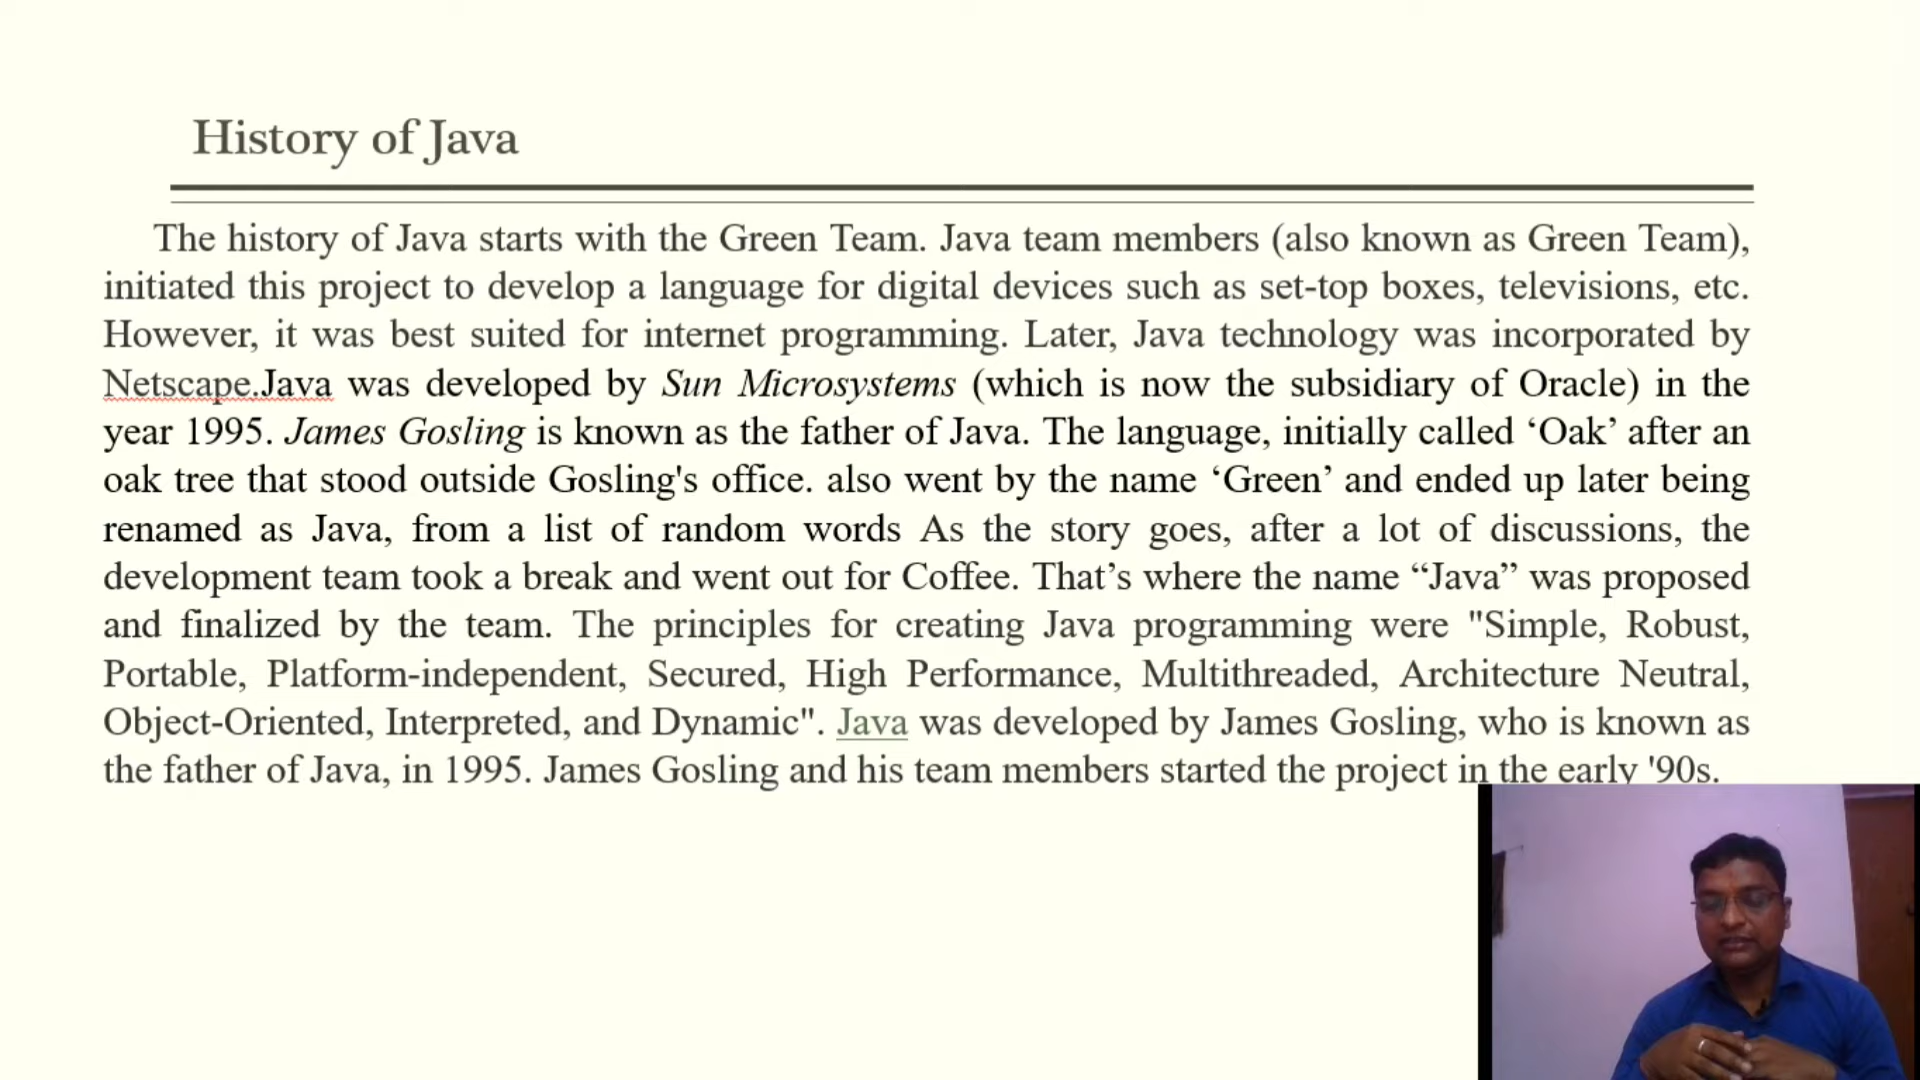 History of Java
The history of Java starts with the Green Team. Java team members (also known as Green Team),
initiated this project to develop a language for digital devices such as set-top boxes, televisions, etc.
However, it was best suited for internet programming. Later, Java technology was incorporated by
Netscape.Java was developed by Sun Microsystems (which is now the subsidiary of Oracle) in the
year 1995. James Gosling is known as the father of Java. The language, initially called ‘Oak’ after an
oak tree that stood outside Gosling's office. also went by the name ‘Green’ and ended up later being
renamed as Java, from a list of random words As the story goes, after a lot of discussions, the
development team took a break and went out for Coffee. That’s where the name “Java” was proposed
and finalized by the team. The principles for creating Java programming were "Simple, Robust,
Portable, Platform-independent, Secured, High Performance, Multithreaded, Architecture Neutral,
Object-Oriented, Interpreted, and Dynamic". Java was developed by James Gosling, who is known as
the father of Java, in 1995. James Gosling and his team members started the project in the early '90s.